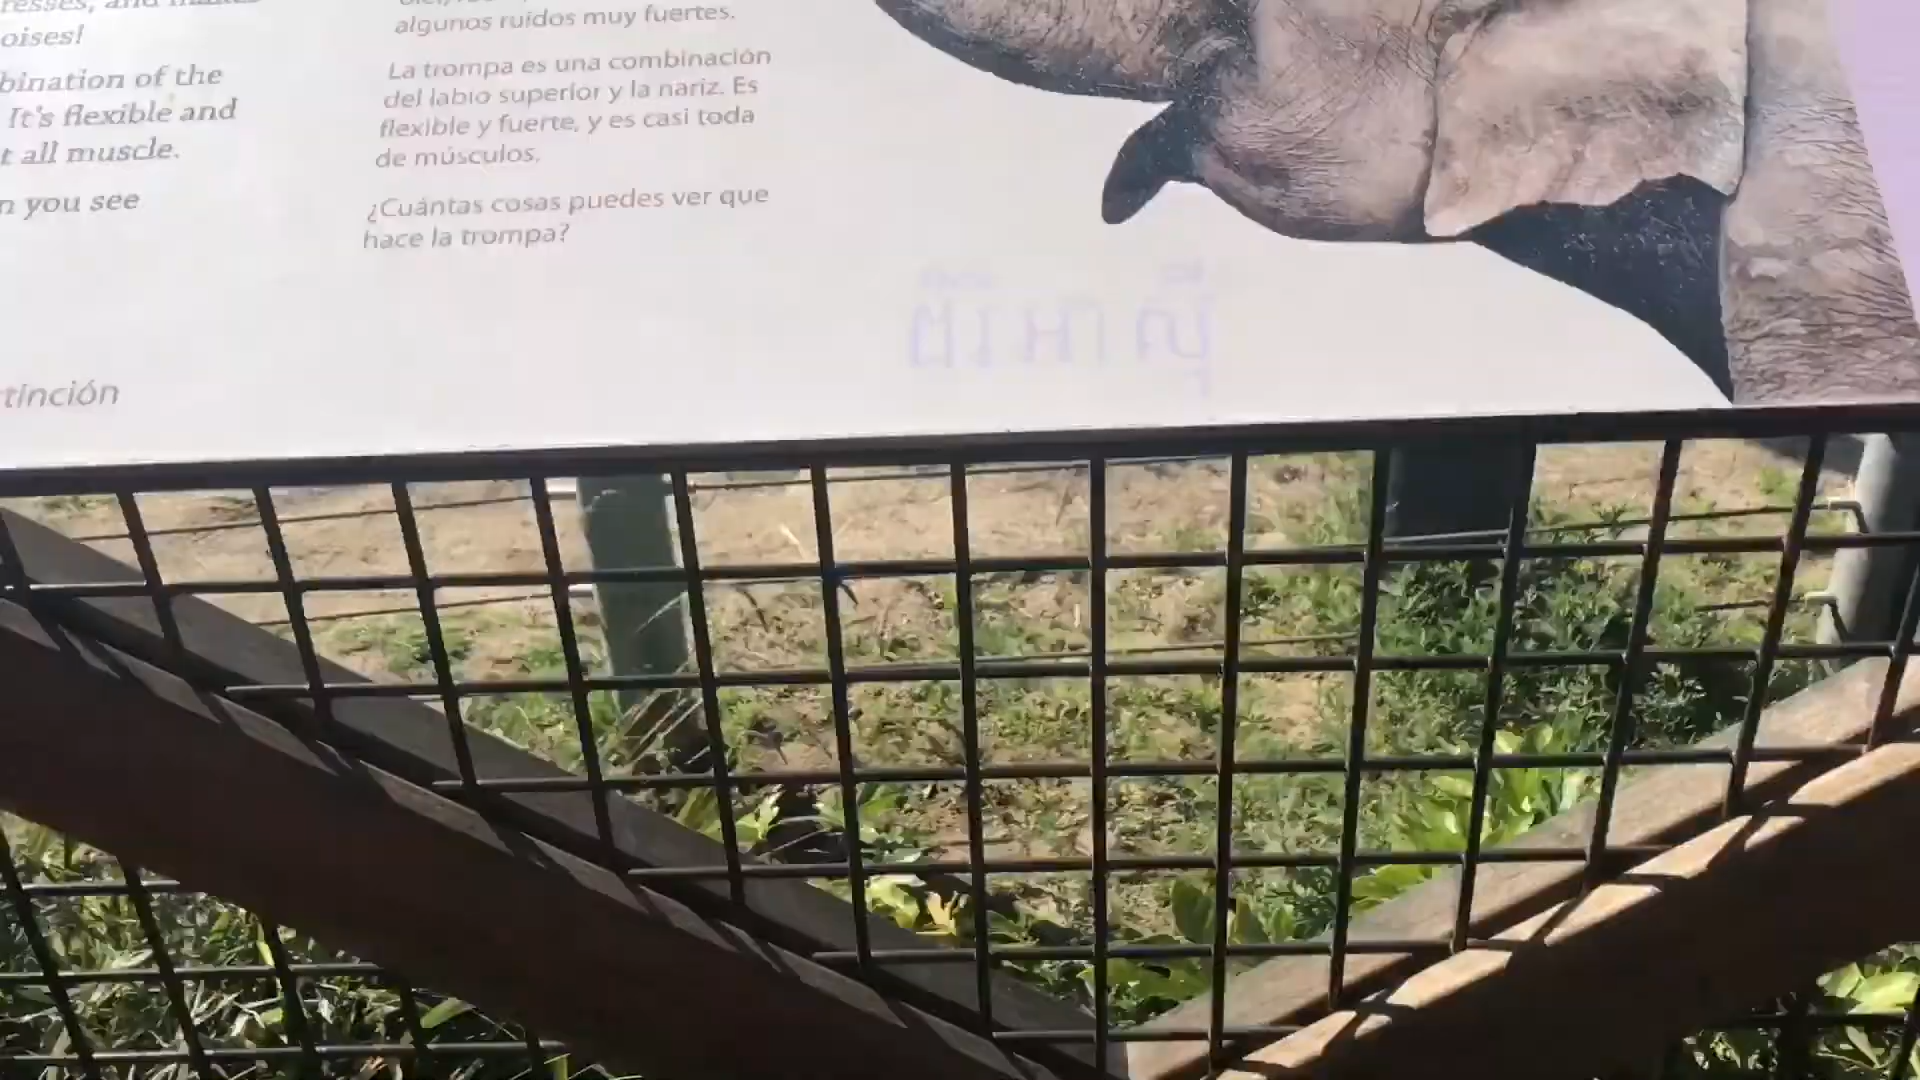 oises!
bination of the
It's flexible and
t all muscle.
n you see
algunos ruidos muy fuertes.
La trompa es una combinación
del labio superior y la nariz. Es
flexible y fuerte, y es casi toda
de músculos.
¿Cuántas cosas puedes ver que
hace la trompa?
tinción